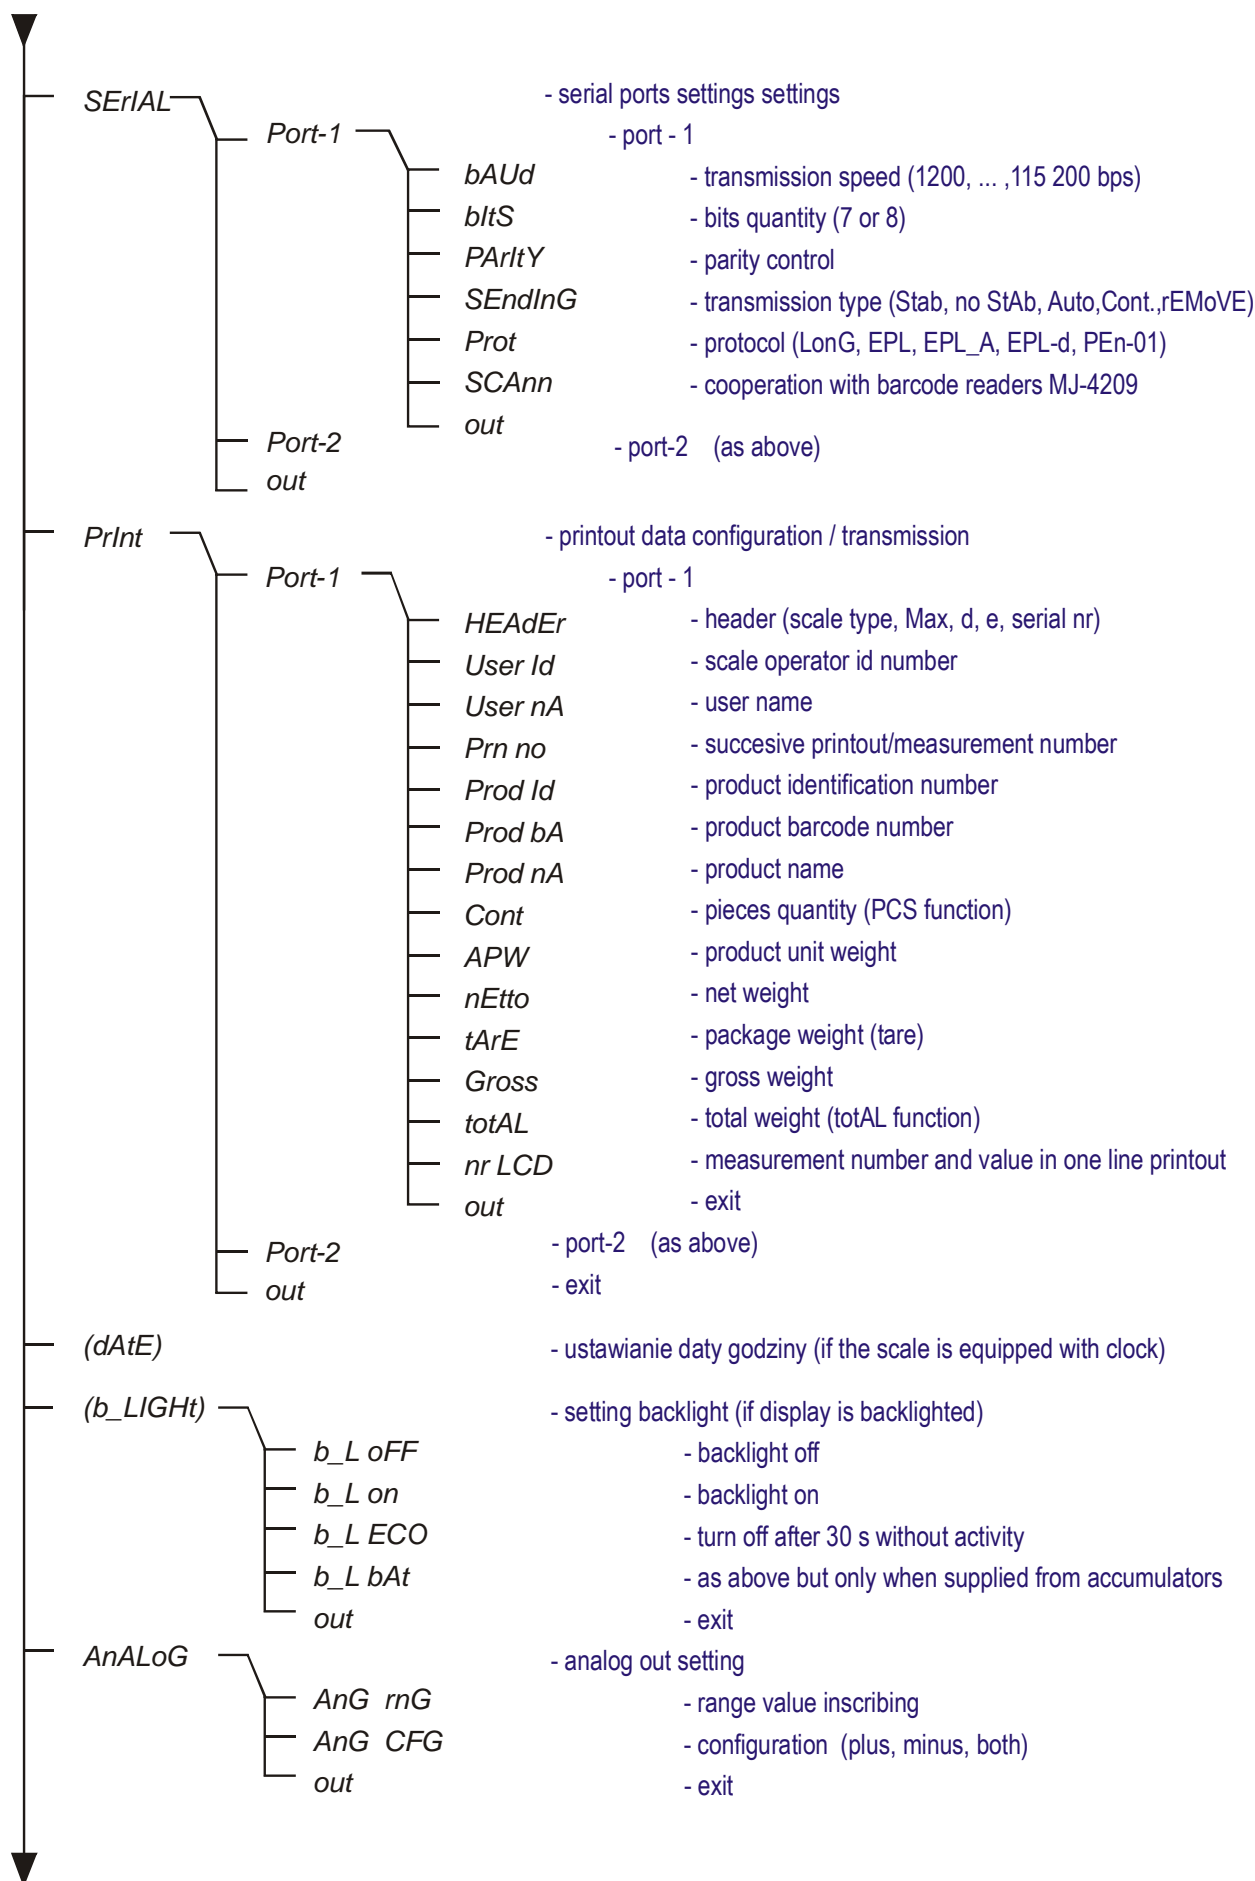 SErIAL - serial ports settings settings
Port-1 - port - 1
bAUd - transmission speed (1200, ... ,115 200 bps)
bItS - bits quantity (7 or 8)
PArItY - parity control
SEndInG - transmission type (Stab, no StAb, Auto,Cont.,rEMoVE)
Prot - protocol (LonG, EPL, EPL_A, EPL-d, PEn-01)
SCAnn - cooperation with barcode readers MJ-4209
out
Port-2 - port-2 (as above)
out
PrInt - printout data configuration / transmission
Port-1 - port - 1
HEAdEr - header (scale type, Max, d, e, serial nr)
User Id - scale operator id number
User nA - user name
Prn no - succesive printout/measurement number
Prod Id - product identification number
Prod bA - product barcode number
Prod nA - product name
Cont - pieces quantity (PCS function)
APW - product unit weight
nEtto - net weight
tArE - package weight (tare)
Gross - gross weight
totAL - total weight (totAL function)
nr LCD - measurement number and value in one line printout
out - exit
Port-2 - port-2 (as above)
out - exit
(dAtE) - ustawianie daty godziny (if the scale is equipped with clock)
(b_LIGHt) - setting backlight (if display is backlighted)
b_L oFF - backlight off
b_L on - backlight on
b_L ECO - turn off after 30 s without activity
b_L bAt - as above but only when supplied from accumulators
out - exit
AnALoG - analog out setting
AnG rnG - range value inscribing
AnG CFG - configuration (plus, minus, both)
out - exit